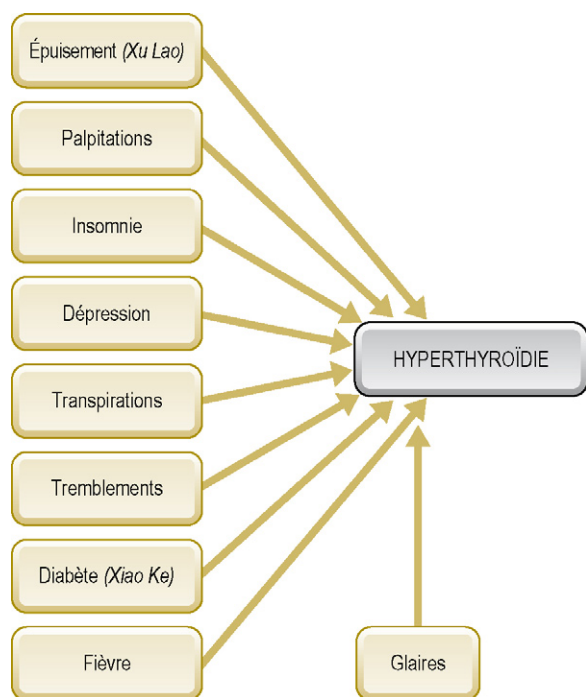 Épuisement (Xu Lao)
Palpitations
Insomnie
Dépression
Transpirations
Tremblements
Diabète (Xiao Ke)
Fièvre
HYPERTHYROÏDIE
Glaires